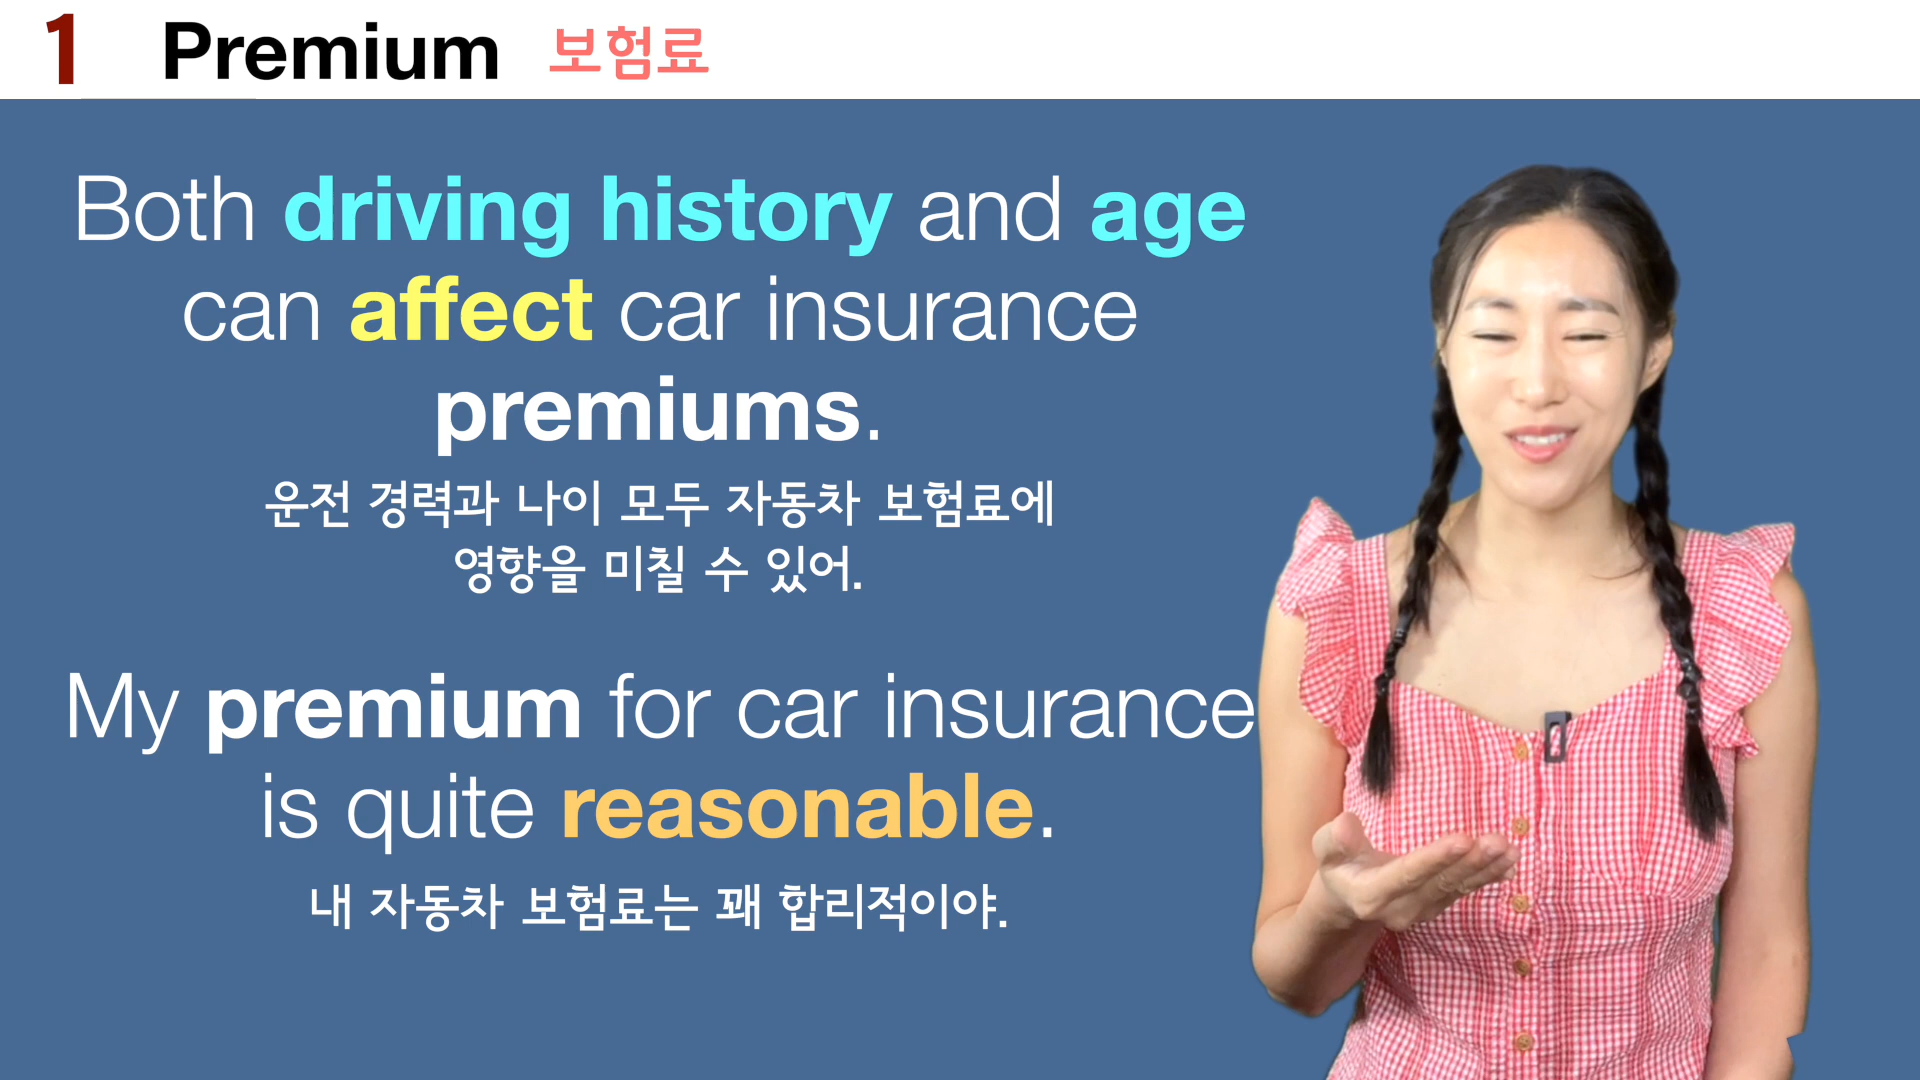 1 Premium 보험료
Both driving history and age
can affect car insurance
premiums.
운전 경력과 나이 모두 자동차 보험료에
영향을 미칠 수 있어.
My premium for car insurance
is quite reasonable.
내 자동차 보험료는 꽤 합리적이야.